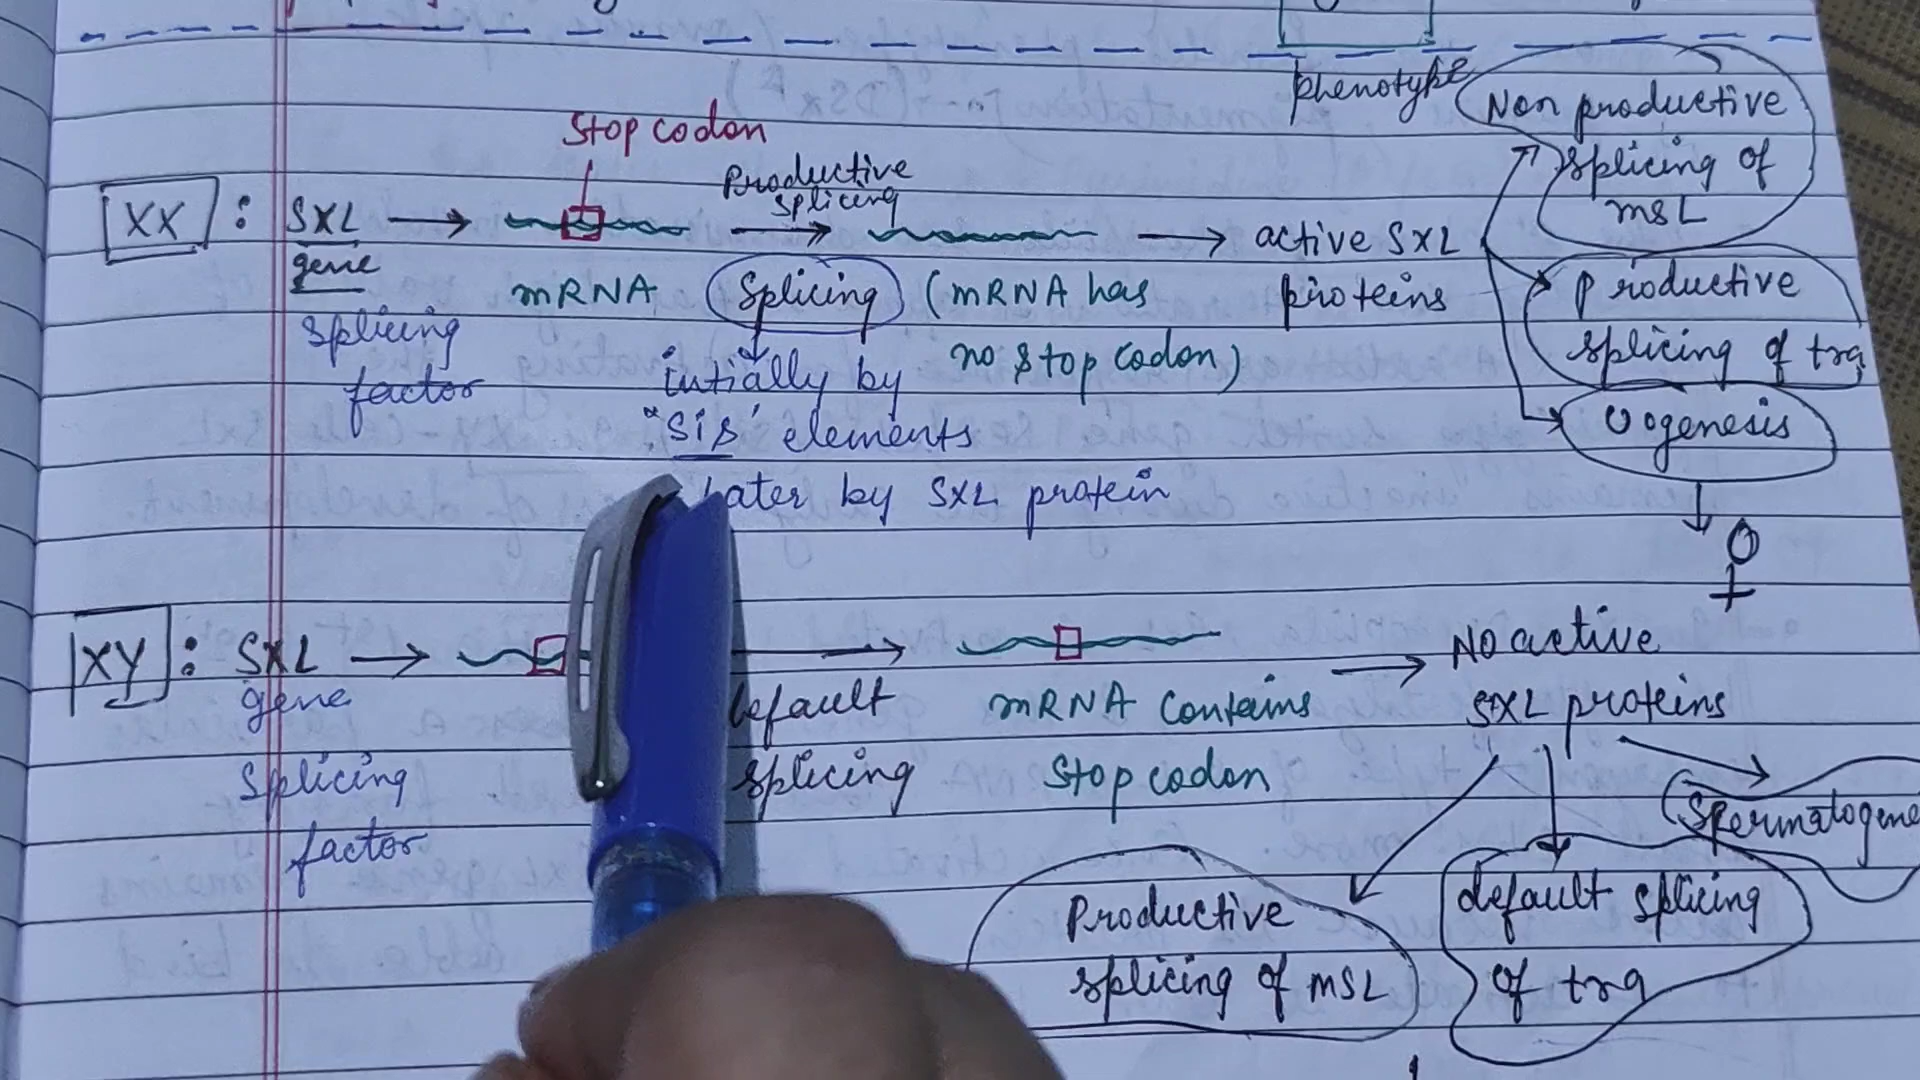 phenotype
Stop codon
XX : SXL → Productive splicing → active SXL
gene mRNA Splicing (mRNA has proteins
splicing
factor
intially by no stop codon)
"sis" elements
Later by SXL protein
Non productive
splicing of
msL
Productive
splicing of tra
Oogenesis
♀
XY : SXL → → → No active
gene default mRNA contains SXL proteins
Splicing splicing Stop codon
factor
Spermatogene
Productive
splicing of MSL
default splicing
of tra